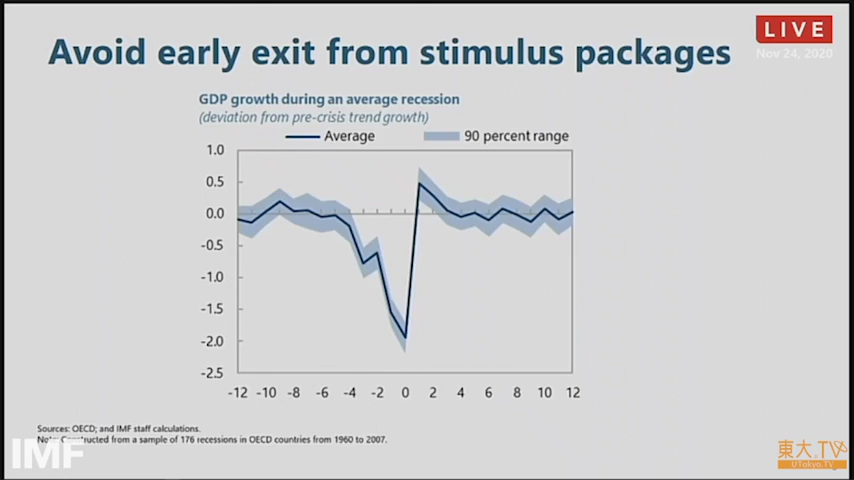 Avoid early exit from stimulus packages
LIVE
Nov 24, 2020
GDP growth during an average recession
(deviation from pre-crisis trend growth)
Average 90 percent range
1.0
0.5
0.0
-0.5
-1.0
-1.5
-2.0
-2.5
-12 -10 -8 -6 -4 -2 0 2 4 6 8 10 12
Sources: OECD; and IMF staff calculations.
Note: Constructed from a sample of 176 recessions in OECD countries from 1960 to 2007.
IMF
東大TV
UTokyo.TV